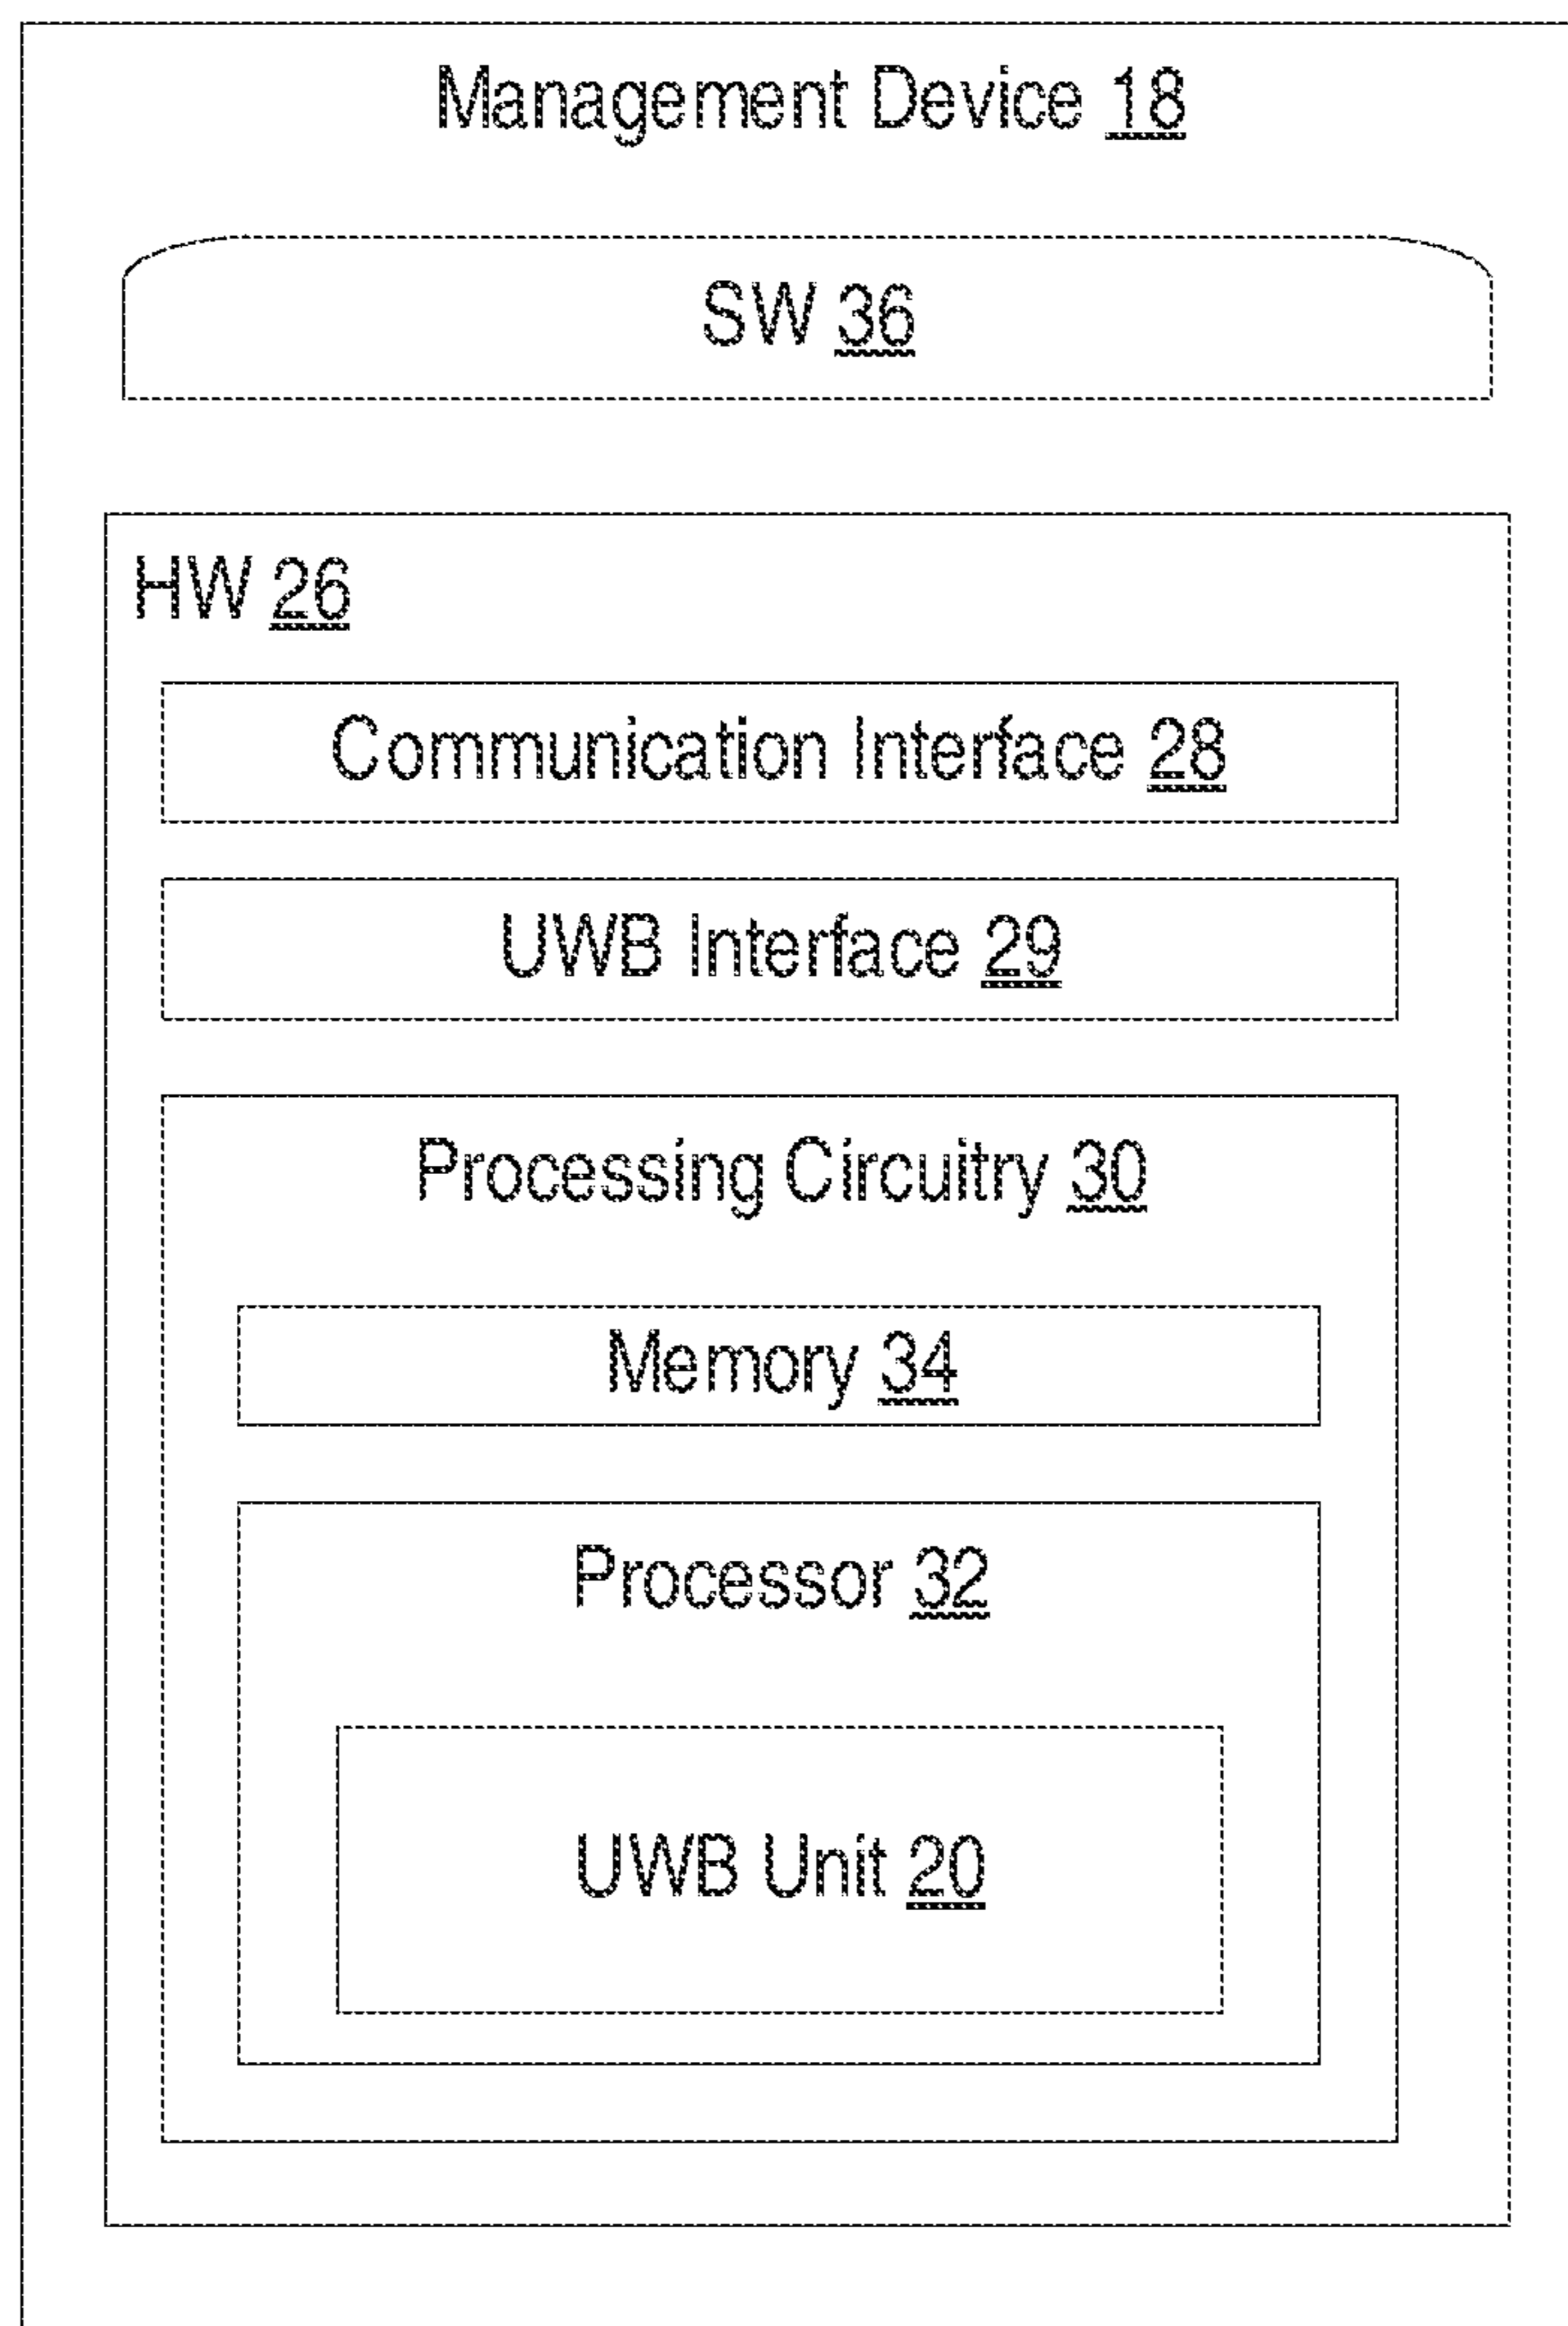 Management Device 18
SW 36
HW 26
Communication Interface 28
UWB Interface 29
Processing Circuitry 30
Memory 34
Processor 32
UWB Unit 20